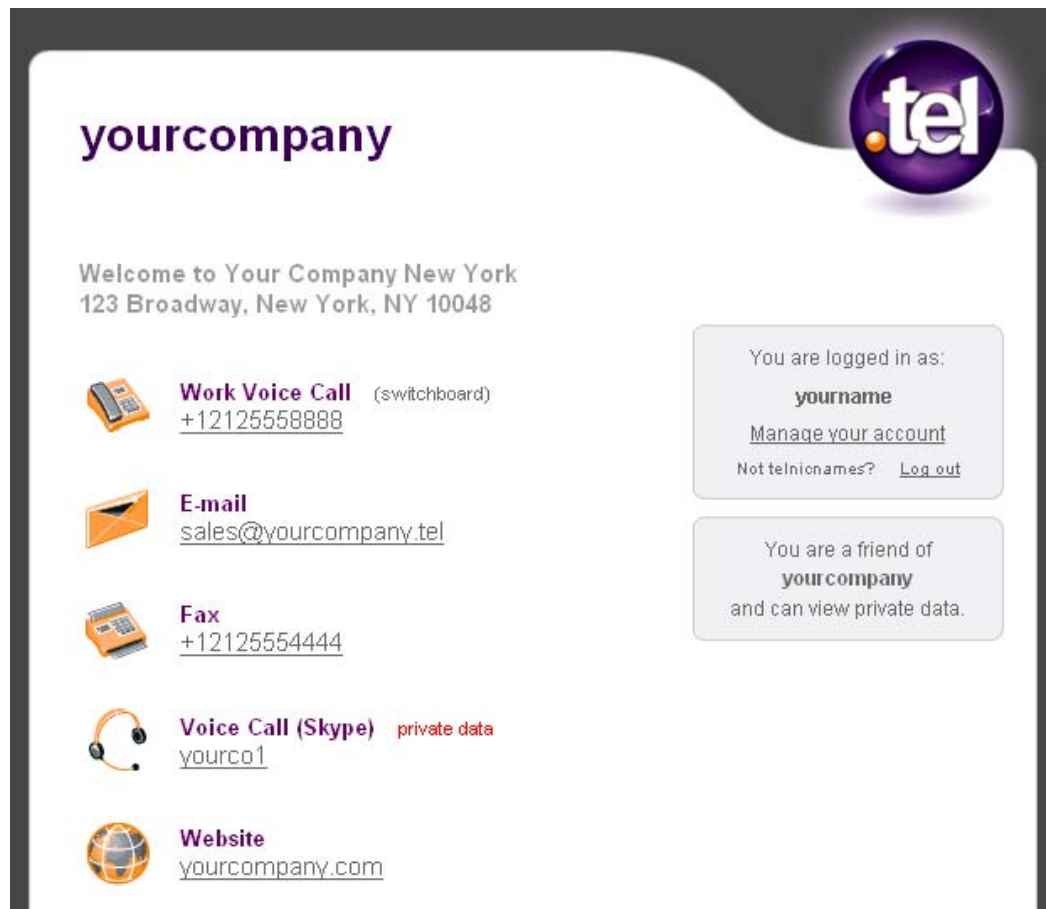 .tel
yourcompany
Welcome to Your Company New York
123 Broadway, New York, NY 10048
Work Voice Call (switchboard)
+12125558888
E-mail
sales@yourcompany.tel
Fax
+12125554444
Voice Call (Skype) private data
yourco1
Website
yourcompany.com
You are logged in as:
yourname
Manage your account
Not telnicnames? Log out
You are a friend of
yourcompany
and can view private data.